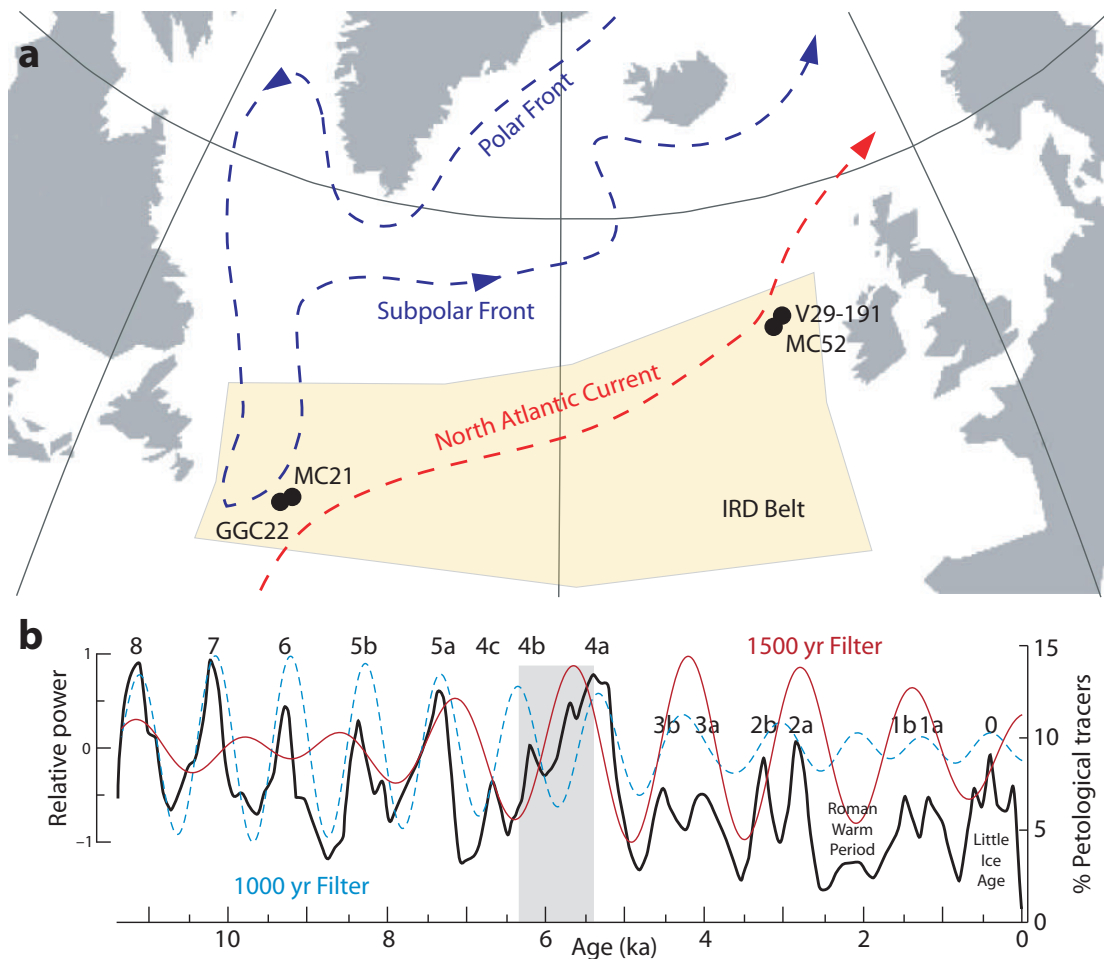 a
Polar Front
Subpolar Front
V29-191
MC52
North Atlantic Current
MC21
GGC22
IRD Belt
b
1
0
−1
Relative power
8 7 6 5b 5a 4c 4b 4a
1500 yr Filter
3b 3a 2b 2a 1b 1a 0
Roman
Warm
Period
Little
Ice
Age
1000 yr Filter
15
10
5
0
% Petological tracers
10 8 6 4 2 0
Age (ka)